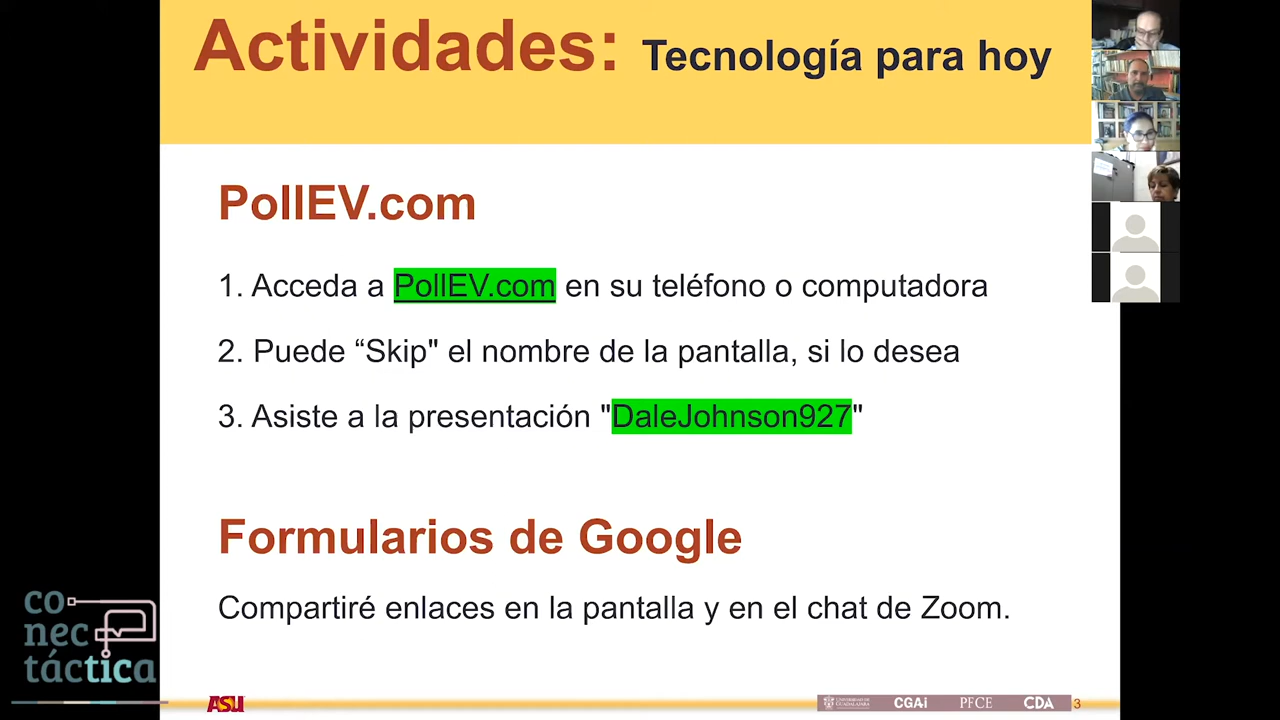 Actividades: Tecnología para hoy
PollEV.com
1. Acceda a PollEV.com en su teléfono o computadora
2. Puede “Skip" el nombre de la pantalla, si lo desea
3. Asiste a la presentación "DaleJohnson927"
Formularios de Google
Compartiré enlaces en la pantalla y en el chat de Zoom.
co
nec
táctica
ASU
UNIVERSIDAD DE
GUADALAJARA
CGAi
PFCE
CDA
3